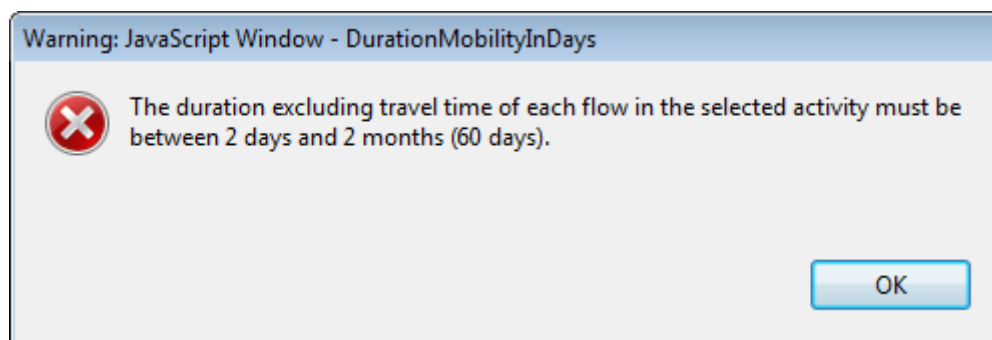 Warning: JavaScript Window - DurationMobilityInDays
The duration excluding travel time of each flow in the selected activity must be
between 2 days and 2 months (60 days).
OK